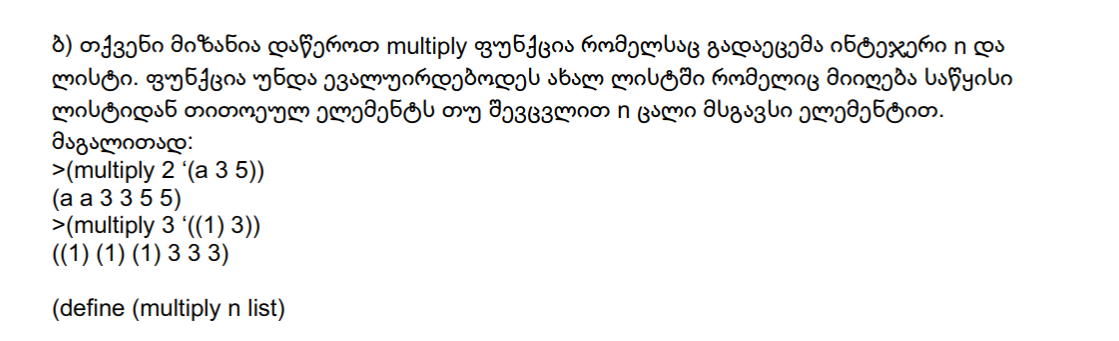 ბ) თქვენი მიზანია დაწეროთ multiply ფუნქცია რომელსაც გადაეცემა ინტეჯერი n და
ლისტი. ფუნქცია უნდა ევალუირდებოდეს ახალ ლისტში რომელიც მიიღება საწყისი
ლისტიდან თითოეულ ელემენტს თუ შევცვლით n ცალი მსგავსი ელემენტით.
მაგალითად:
>(multiply 2 ‘(a 3 5))
(a a 3 3 5 5)
>(multiply 3 ‘((1) 3))
((1) (1) (1) 3 3 3)
(define (multiply n list)